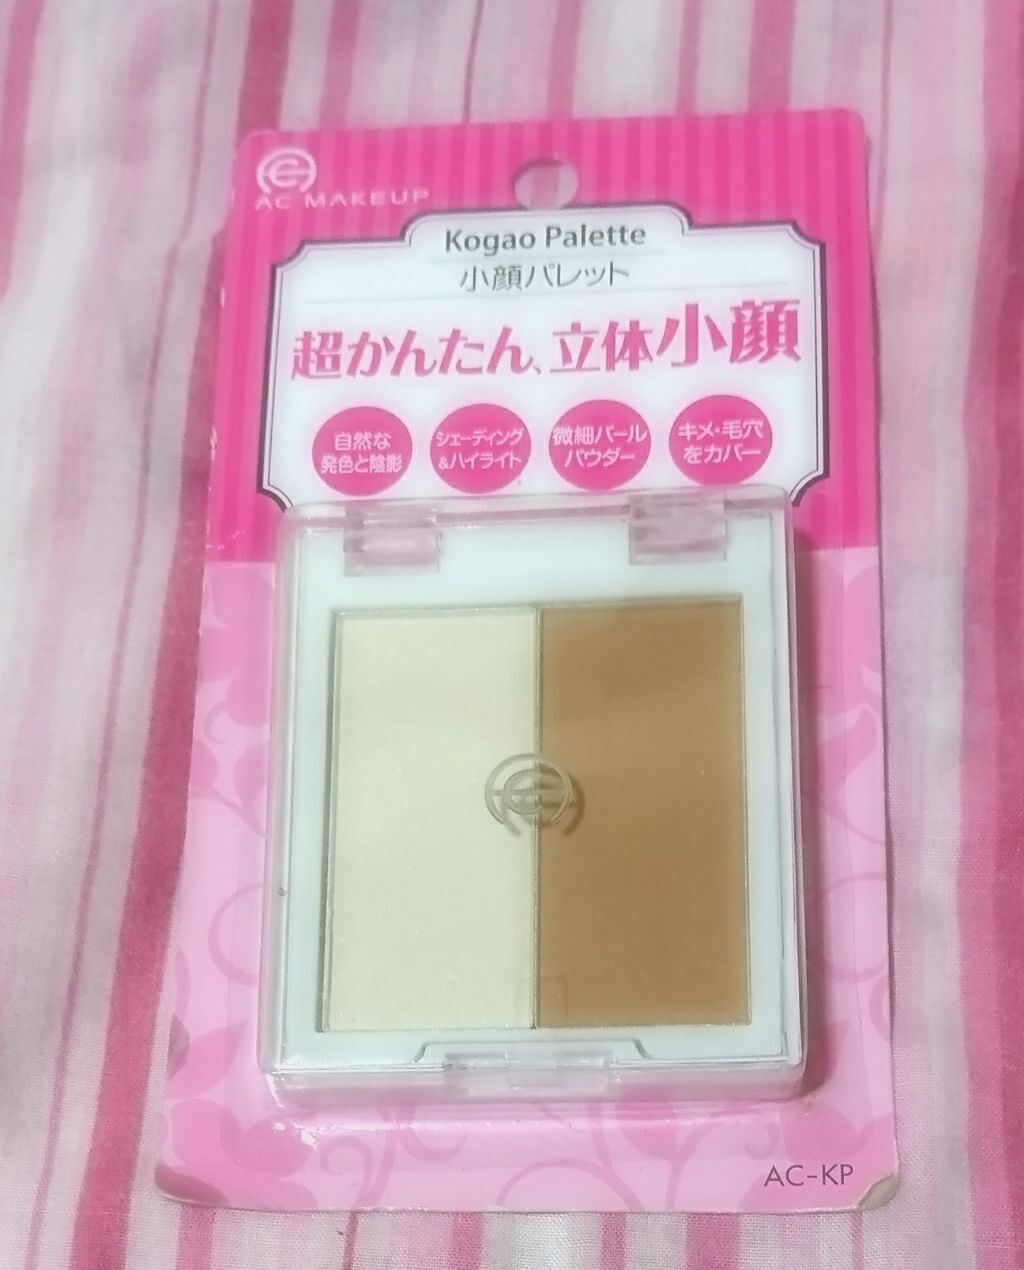 AC MAKEUP
Kogao Palette
小顔パレット
超かんたん、立体小顔
自然な
発色と陰影
シェーディング
&ハイライト
微細パール
パウダー
キメ・毛穴
をカバー
AC-KP